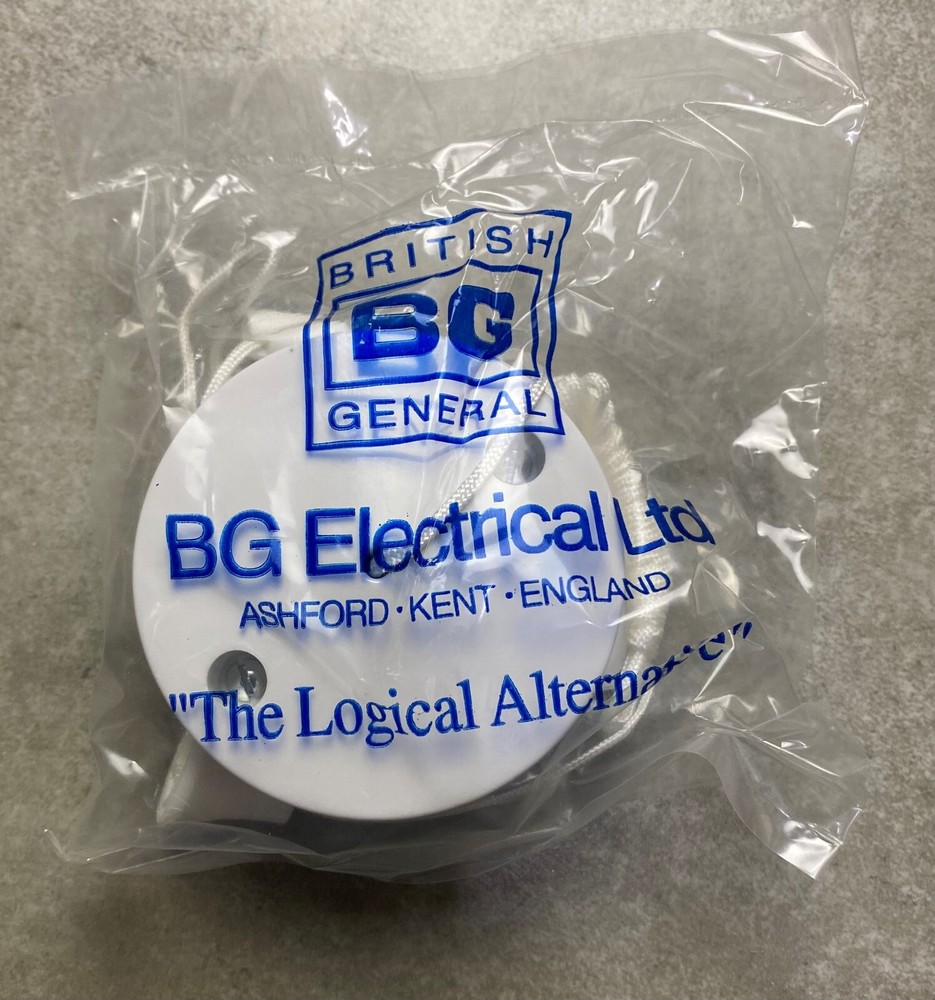 BRITISH
BG
GENERAL
BG Electrical Ltd
ASHFORD · KENT · ENGLAND
"The Logical Alternative"